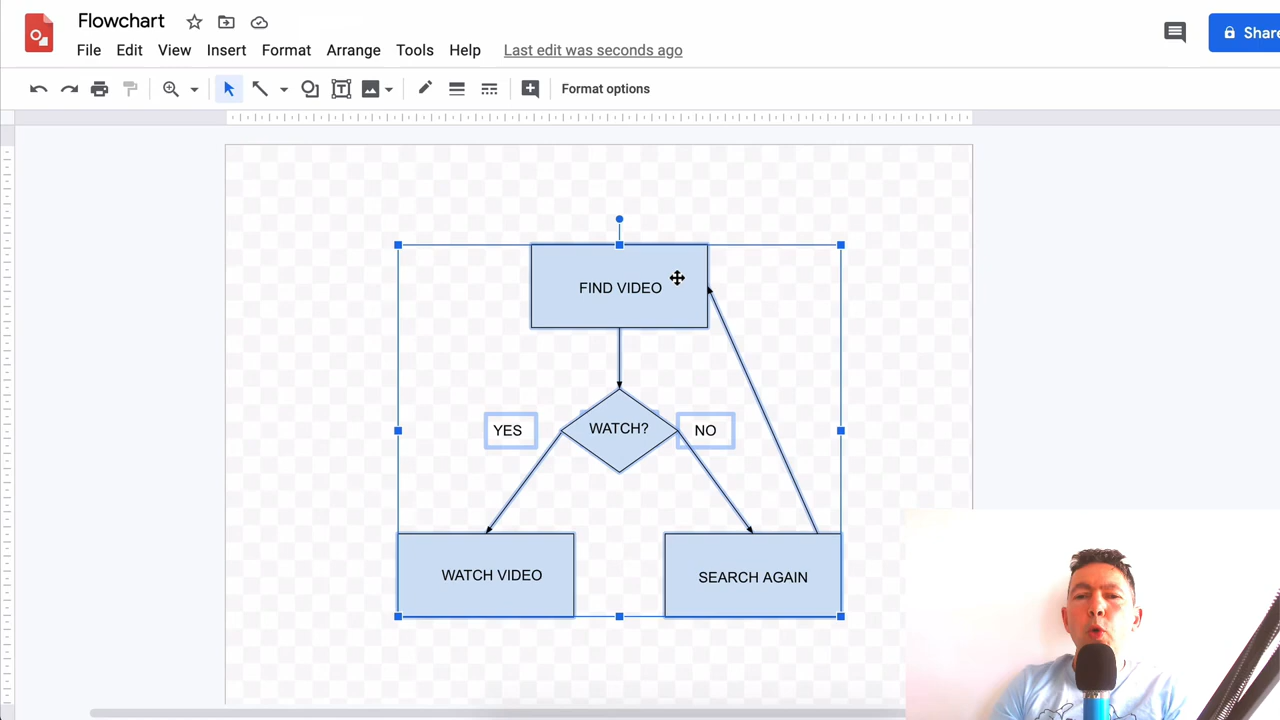 Flowchart
File Edit View Insert Format Arrange Tools Help Last edit was seconds ago
Share
Format options
FIND VIDEO
YES WATCH? NO
WATCH VIDEO SEARCH AGAIN